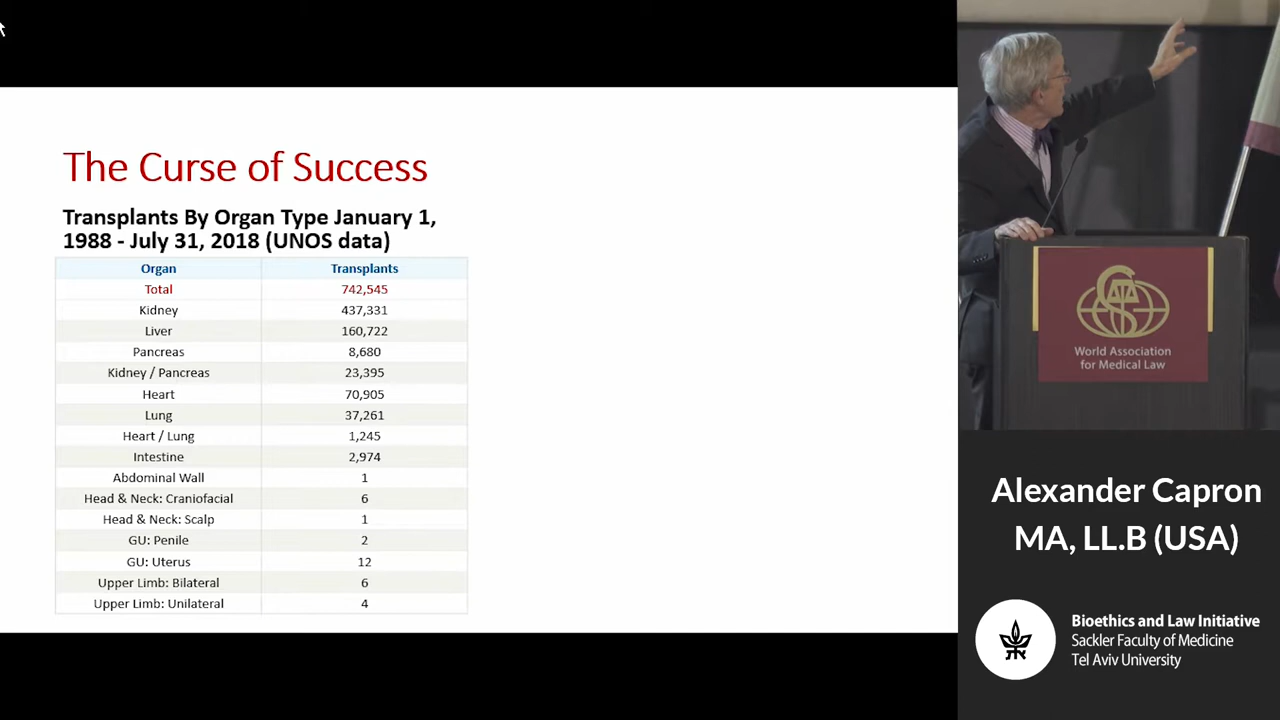 The Curse of Success
Transplants By Organ Type January 1,
1988 - July 31, 2018 (UNOS data)
Organ Transplants
Total 742,545
Kidney 437,331
Liver 160,722
Pancreas 8,680
Kidney / Pancreas 23,395
Heart 70,905
Lung 37,261
Heart / Lung 1,245
Intestine 2,974
Abdominal Wall 1
Head & Neck: Craniofacial 6
Head & Neck: Scalp 1
GU: Penile 2
GU: Uterus 12
Upper Limb: Bilateral 6
Upper Limb: Unilateral 4
World Association
for Medical Law
Alexander Capron
MA, LL.B (USA)
Bioethics and Law Initiative
Sackler Faculty of Medicine
Tel Aviv University